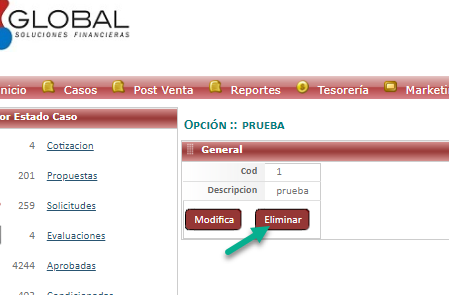 GLOBAL
SOLUCIONES FINANCIERAS
nicio Casos Post Venta Reportes Tesorería Marketi
or Estado Caso
4 Cotizacion
201 Propuestas
259 Solicitudes
4 Evaluaciones
4244 Aprobadas
OPCIÓN :: PRUEBA
General
Cod 1
Descripcion prueba
Modifica Eliminar